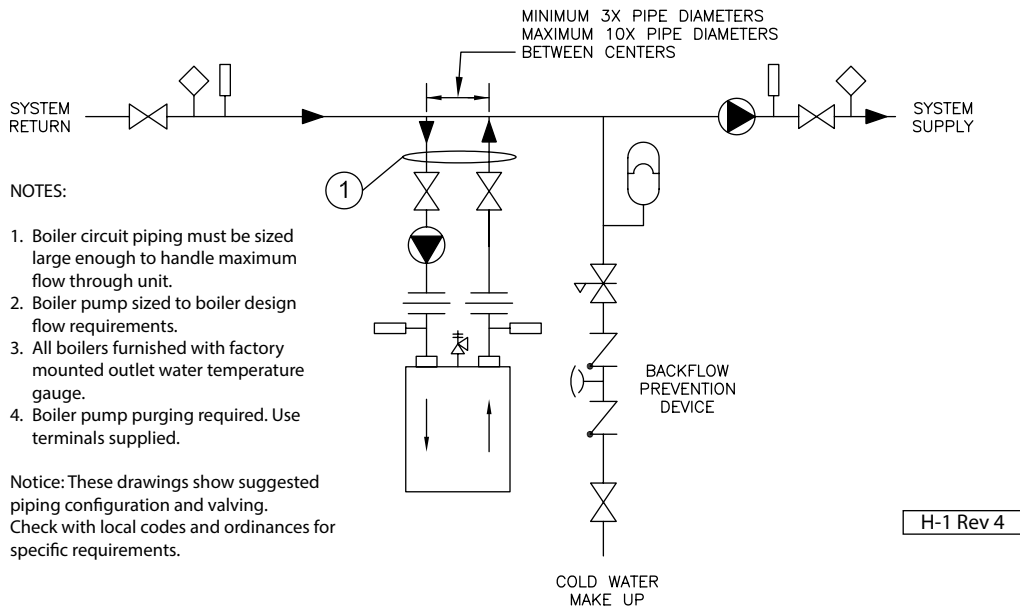 MINIMUM 3X PIPE DIAMETERS
MAXIMUM 10X PIPE DIAMETERS
BETWEEN CENTERS
SYSTEM
RETURN
SYSTEM
SUPPLY
1
NOTES:
1. Boiler circuit piping must be sized
large enough to handle maximum
flow through unit.
2. Boiler pump sized to boiler design
flow requirements.
3. All boilers furnished with factory
mounted outlet water temperature
gauge.
4. Boiler pump purging required. Use
terminals supplied.
Notice: These drawings show suggested
piping configuration and valving.
Check with local codes and ordinances for
specific requirements.
BACKFLOW
PREVENTION
DEVICE
H-1 Rev 4
COLD WATER
MAKE UP